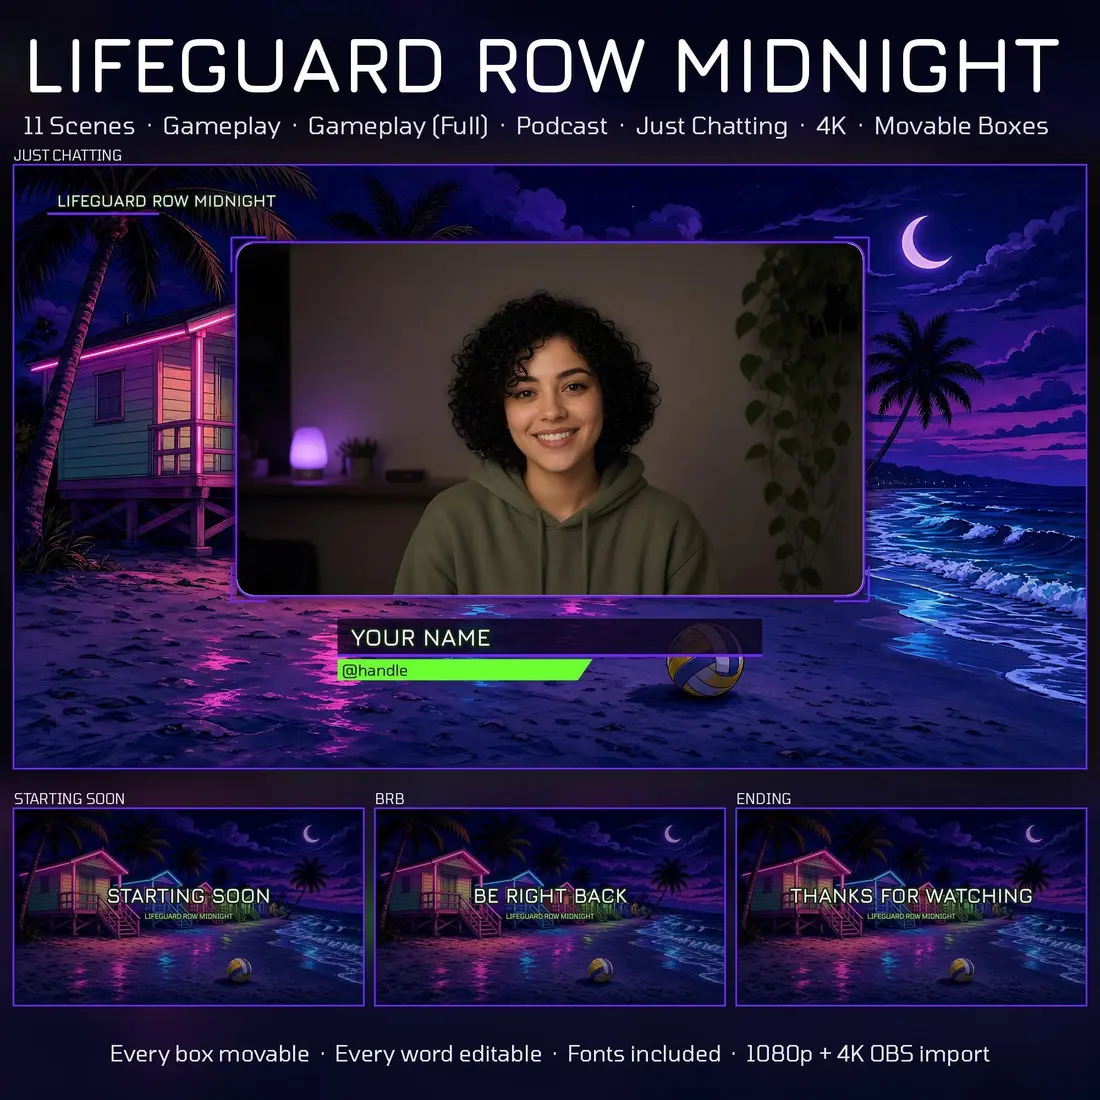 LIFEGUARD ROW MIDNIGHT
11 Scenes · Gameplay · Gameplay (Full) · Podcast · Just Chatting · 4K · Movable Boxes
JUST CHATTING
LIFEGUARD ROW MIDNIGHT
YOUR NAME
@handle
STARTING SOON
BRB
ENDING
STARTING SOON
LIFEGUARD ROW MIDNIGHT
BE RIGHT BACK
LIFEGUARD ROW MIDNIGHT
THANKS FOR WATCHING
LIFEGUARD ROW MIDNIGHT
Every box movable · Every word editable · Fonts included · 1080p + 4K OBS import